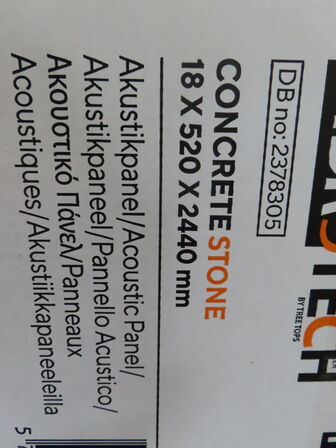 BY TREE TOPS
DB no: 2378305
CONCRETE STONE
18 X 520 X 2440 mm
Akustikpanel/Acoustic Panel/
Akustikpaneel/Pannello Acustico/
Ακουστικό Πάνελ/Panneaux
Acoustiques/Akustiikkapaneeleilla